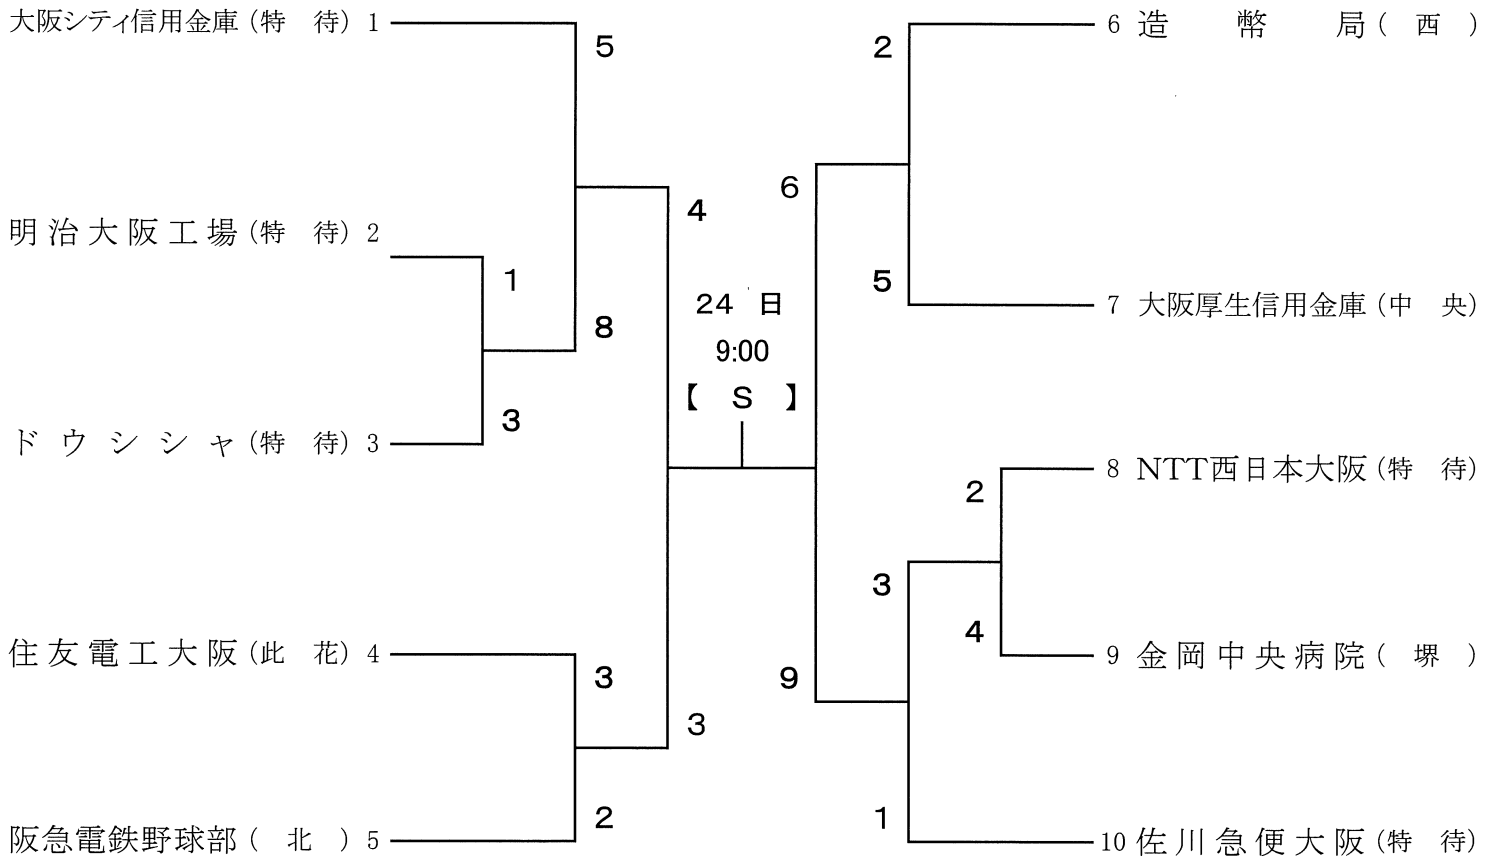 大阪シティ信用金庫(特 待) 1
5
明治大阪工場(特 待) 2
1
8
ドウシシャ(特 待) 3
3
4
住友電工大阪(此 花) 4
3
3
阪急電鉄野球部( 北 ) 5
2
24 日
9:00
【 S 】
6 造幣局( 西 )
2
6
5
7 大阪厚生信用金庫(中 央)
8 NTT西日本大阪(特 待)
2
3
4
9 金岡中央病院( 堺 )
9
1
10 佐川急便大阪(特 待)